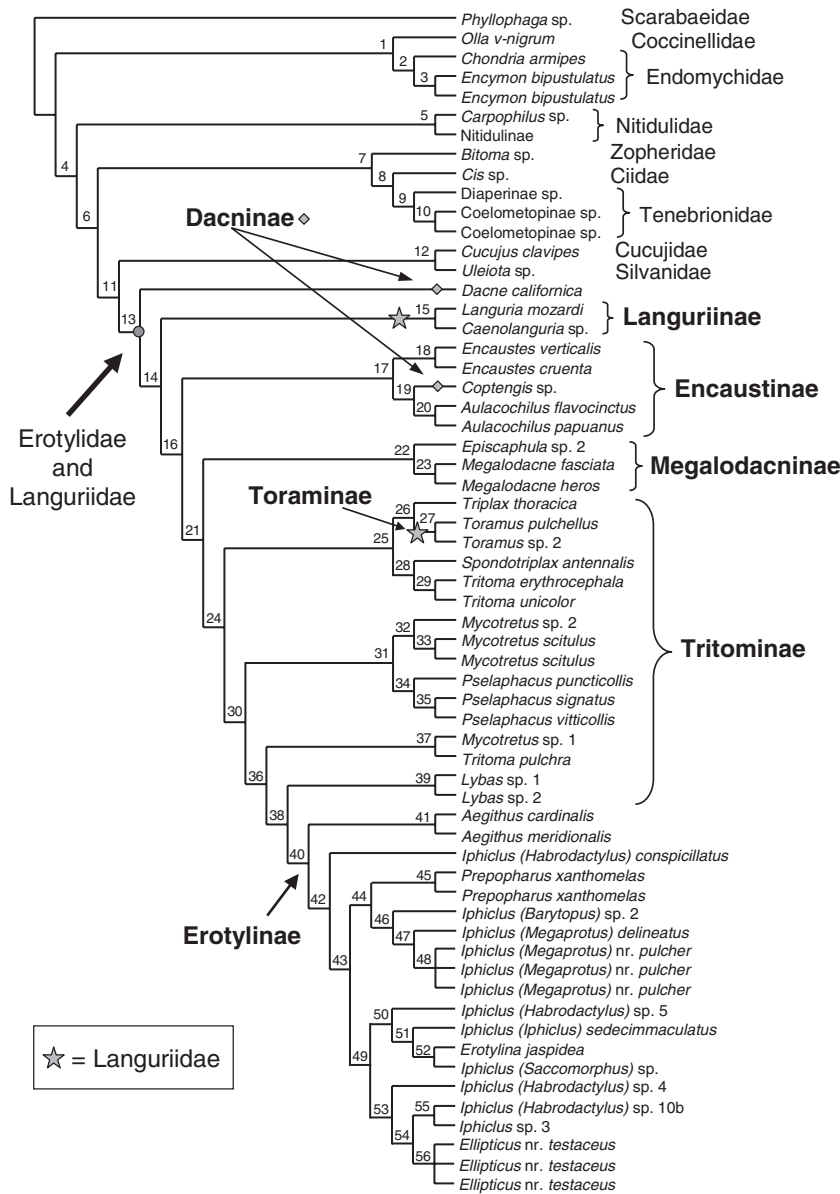 Phyllophaga sp. Scarabaeidae
1 Olla v-nigrum Coccinellidae
2 Chondria armipes
3 Encymon bipustulatus Endomychidae
Encymon bipustulatus
5 Carpophilus sp. Nitidulidae
Nitidulinae
4
7 Bitoma sp. Zopheridae
8 Cis sp. Ciidae
9 Diaperinae sp.
10 Coelometopinae sp. Tenebrionidae
Coelometopinae sp.
6
Dacninae
12 Cucujus clavipes Cucujidae
Uleiota sp. Silvanidae
11
Dacne californica
13
15 Languria mozardi Languriinae
Caenolanguria sp.
Erotylidae
and
Languriidae
14
18 Encaustes verticalis
17 Encaustes cruenta
19 Coptengis sp. Encaustinae
20 Aulacochilus flavocinctus
Aulacochilus papuanus
16
22 Episcaphula sp. 2
23 Megalodacne fasciata Megalodacninae
Megalodacne heros
21
Toraminae
26 Triplax thoracica
27 Toramus pulchellus
Toramus sp. 2
25
28 Spondotriplax antennalis
29 Tritoma erythrocephala
Tritoma unicolor
24
32 Mycotretus sp. 2
33 Mycotretus scitulus Tritominae
Mycotretus scitulus
31
34 Pselaphacus puncticollis
35 Pselaphacus signatus
Pselaphacus vitticollis
30
37 Mycotretus sp. 1
Tritoma pulchra
36
39 Lybas sp. 1
Lybas sp. 2
38
41 Aegithus cardinalis
Aegithus meridionalis
40
Iphiclus (Habrodactylus) conspicillatus
Erotylinae
42
45 Prepopharus xanthomelas
44 Prepopharus xanthomelas
46 Iphiclus (Barytopus) sp. 2
47 Iphiclus (Megaprotus) delineatus
Iphiclus (Megaprotus) nr. pulcher
48 Iphiclus (Megaprotus) nr. pulcher
Iphiclus (Megaprotus) nr. pulcher
43
50 Iphiclus (Habrodactylus) sp. 5
51 Iphiclus (Iphiclus) sedecimmaculatus
52 Erotylina jaspidea
Iphiclus (Saccomorphus) sp.
49
= Languriidae
Iphiclus (Habrodactylus) sp. 4
53
55 Iphiclus (Habrodactylus) sp. 10b
Iphiclus sp. 3
54
Ellipticus nr. testaceus
56 Ellipticus nr. testaceus
Ellipticus nr. testaceus